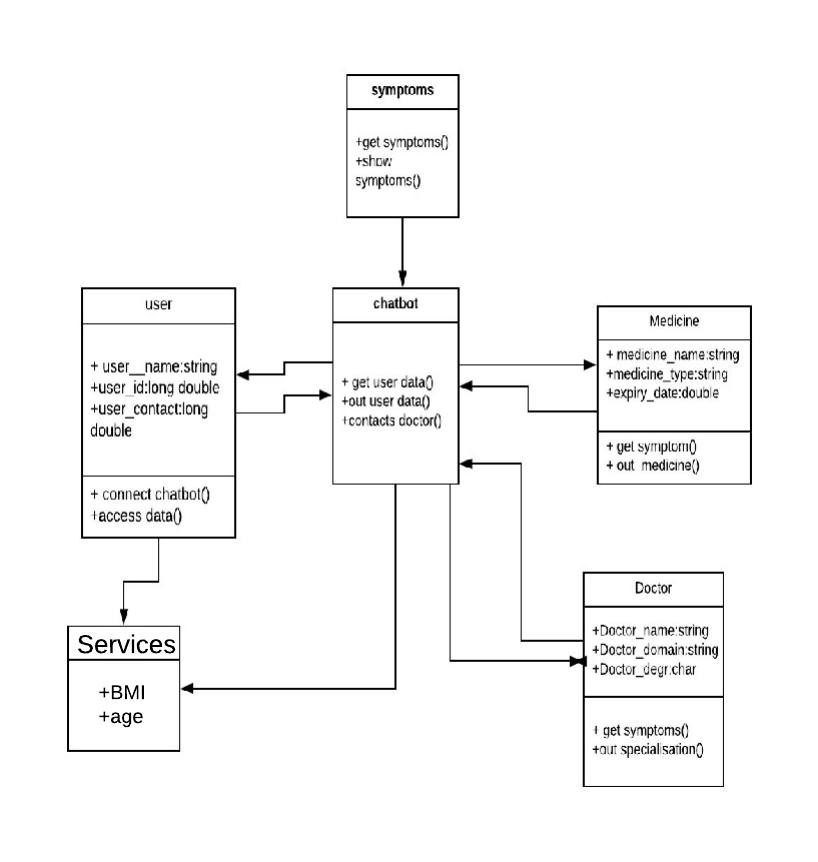 symptoms
+get symptoms()
+show
symptoms()
user
+ user__name:string
+user_id:long double
+user_contact:long
double
+ connect chatbot()
+access data()
chatbot
+ get user data()
+out user data()
+contacts doctor()
Medicine
+ medicine_name:string
+medicine_type:string
+expiry_date:double
+ get symptom()
+ out medicine()
Services
+BMI
+age
Doctor
+Doctor_name:string
+Doctor_domain:string
+Doctor_degr:char
+ get symptoms()
+out specialisation()